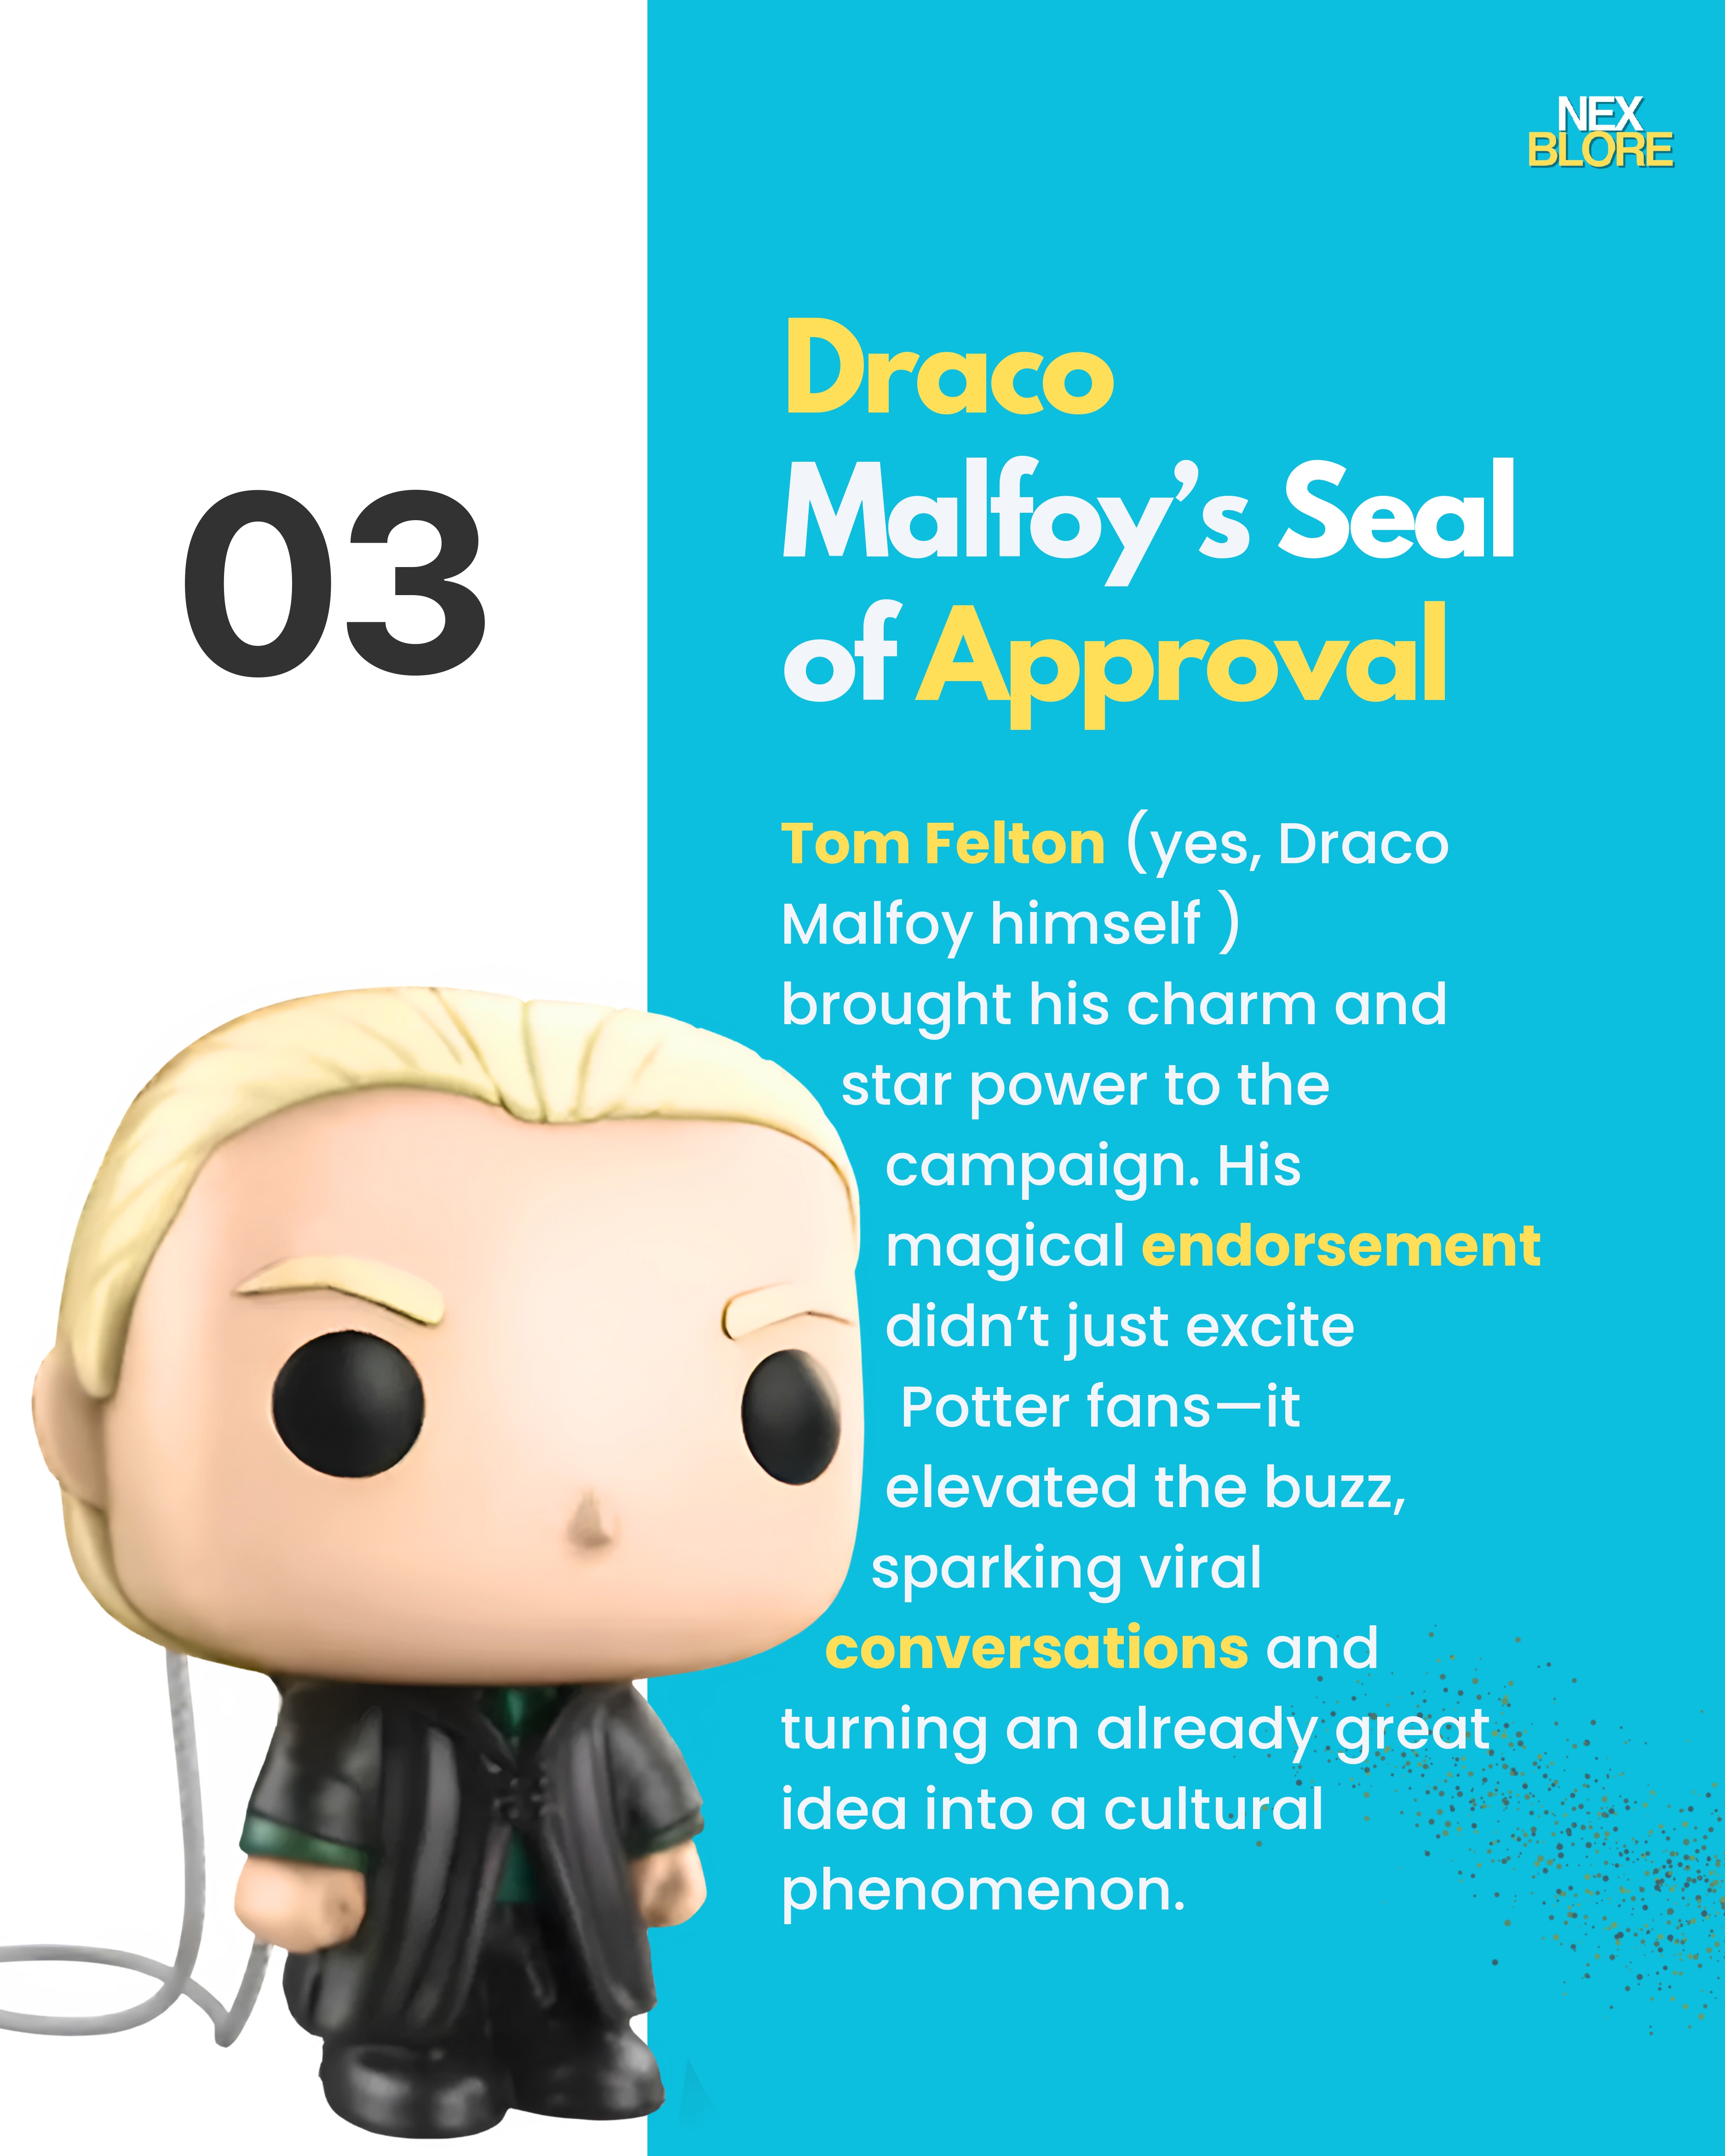 NEX
BLORE
03
Draco
Malfoy’s Seal
of Approval
Tom Felton (yes, Draco
Malfoy himself )
brought his charm and
star power to the
campaign. His
magical endorsement
didn’t just excite
Potter fans—it
elevated the buzz,
sparking viral
conversations and
turning an already great
idea into a cultural
phenomenon.